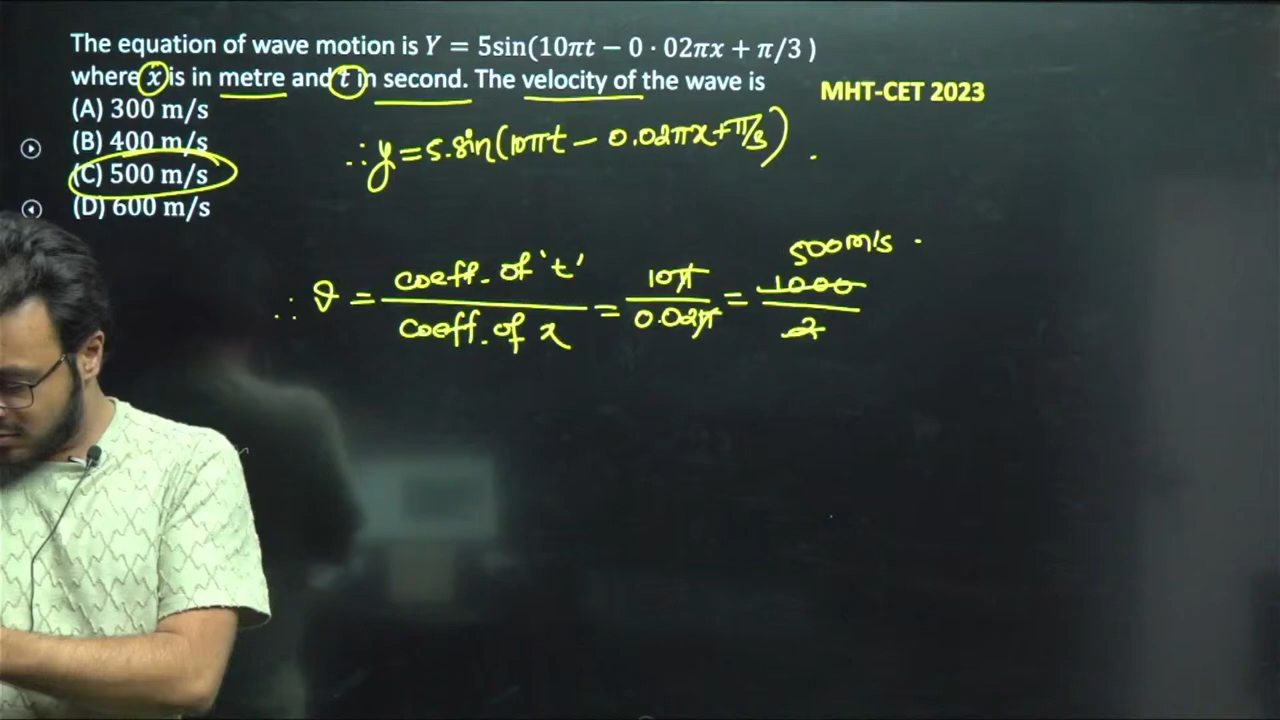 The equation of wave motion is Y = 5sin(10πt − 0 · 02πx + π/3 )
where x is in metre and t in second. The velocity of the wave is
MHT-CET 2023
(A) 300 m/s
(B) 400 m/s
(C) 500 m/s
(D) 600 m/s
∴ y = 5.sin(10πt − 0.02πx + π/3) .
∴ v = coeff. of 't' / coeff. of x = 10π / 0.02π = 1000 / 2 500 m/s .